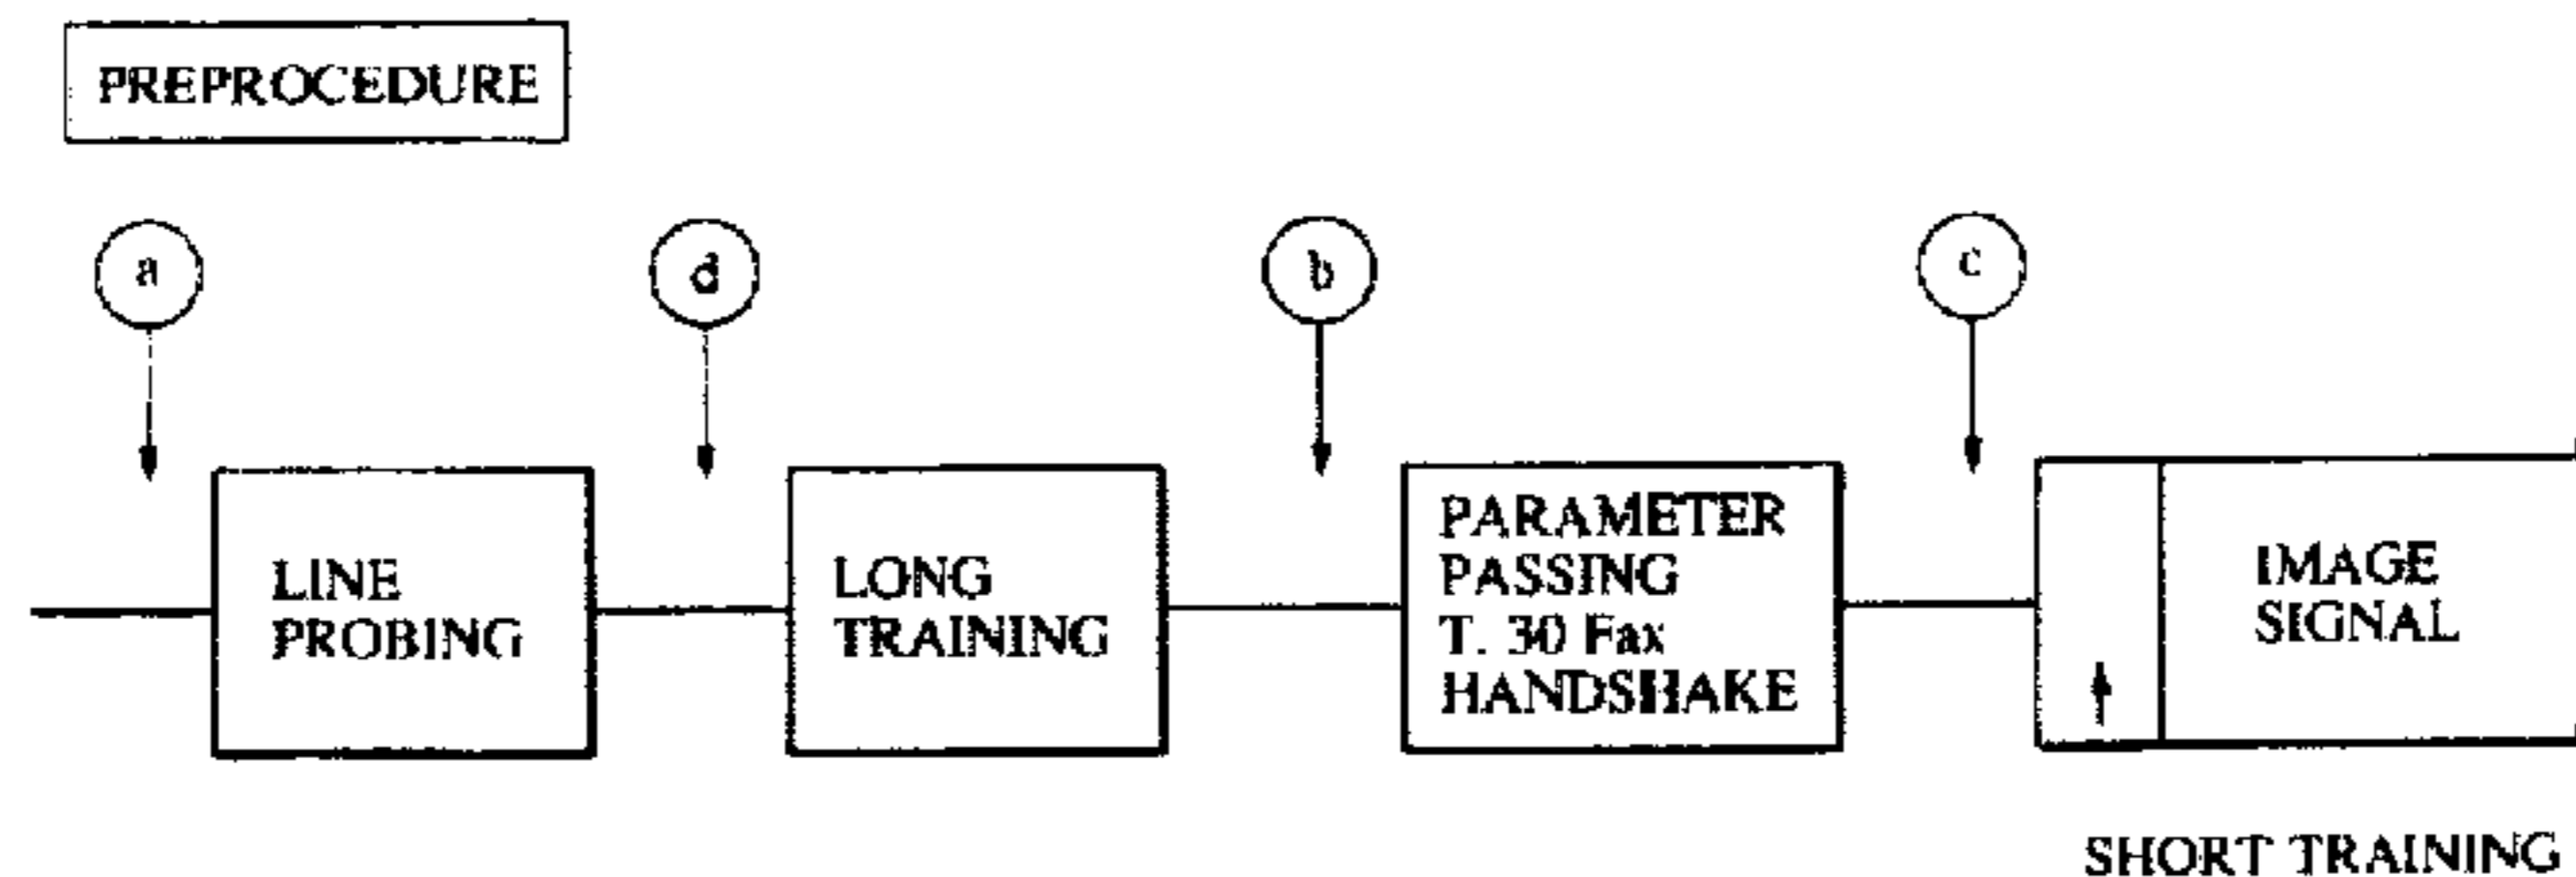 PREPROCEDURE
a
d
b
c
LINE
PROBING
LONG
TRAINING
PARAMETER
PASSING
T. 30 Fax
HANDSHAKE
IMAGE
SIGNAL
SHORT TRAINING